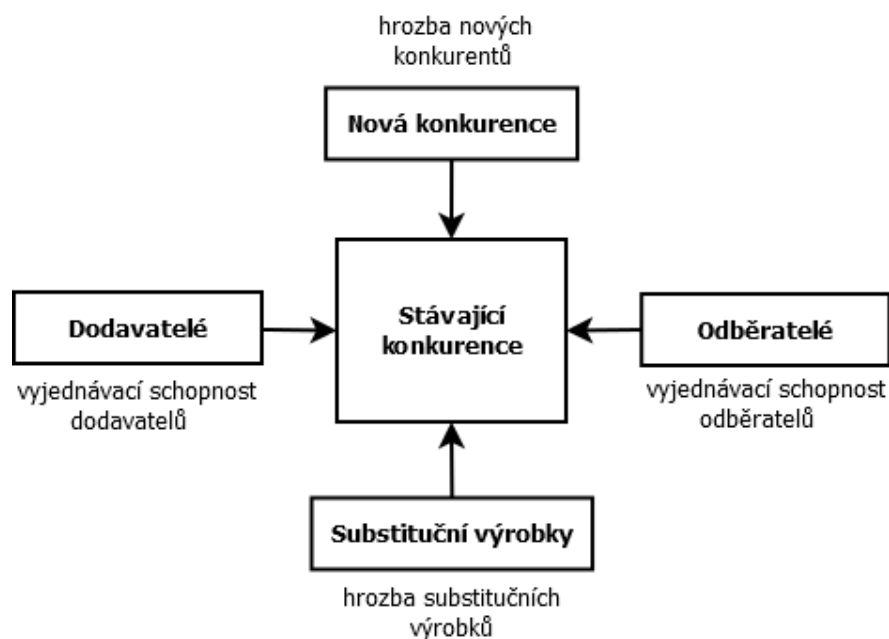 hrozba nových
konkurentů
Nová konkurence
Dodavatelé
vyjednávací schopnost
dodavatelů
Stávající
konkurence
Odběratelé
vyjednávací schopnost
odběratelů
Substituční výrobky
hrozba substitučních
výrobků